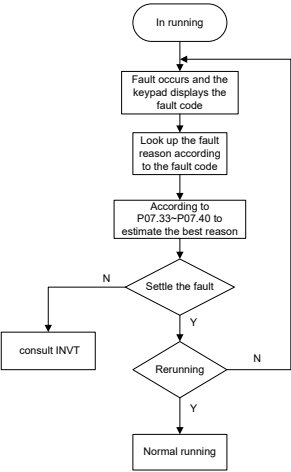 In running
Fault occurs and the
keypad displays the
fault code
Look up the fault
reason according
to the fault code
According to
P07.33~P07.40 to
estimate the best reason
N
Settle the fault
Y
consult INVT
Rerunning
N
Y
Normal running